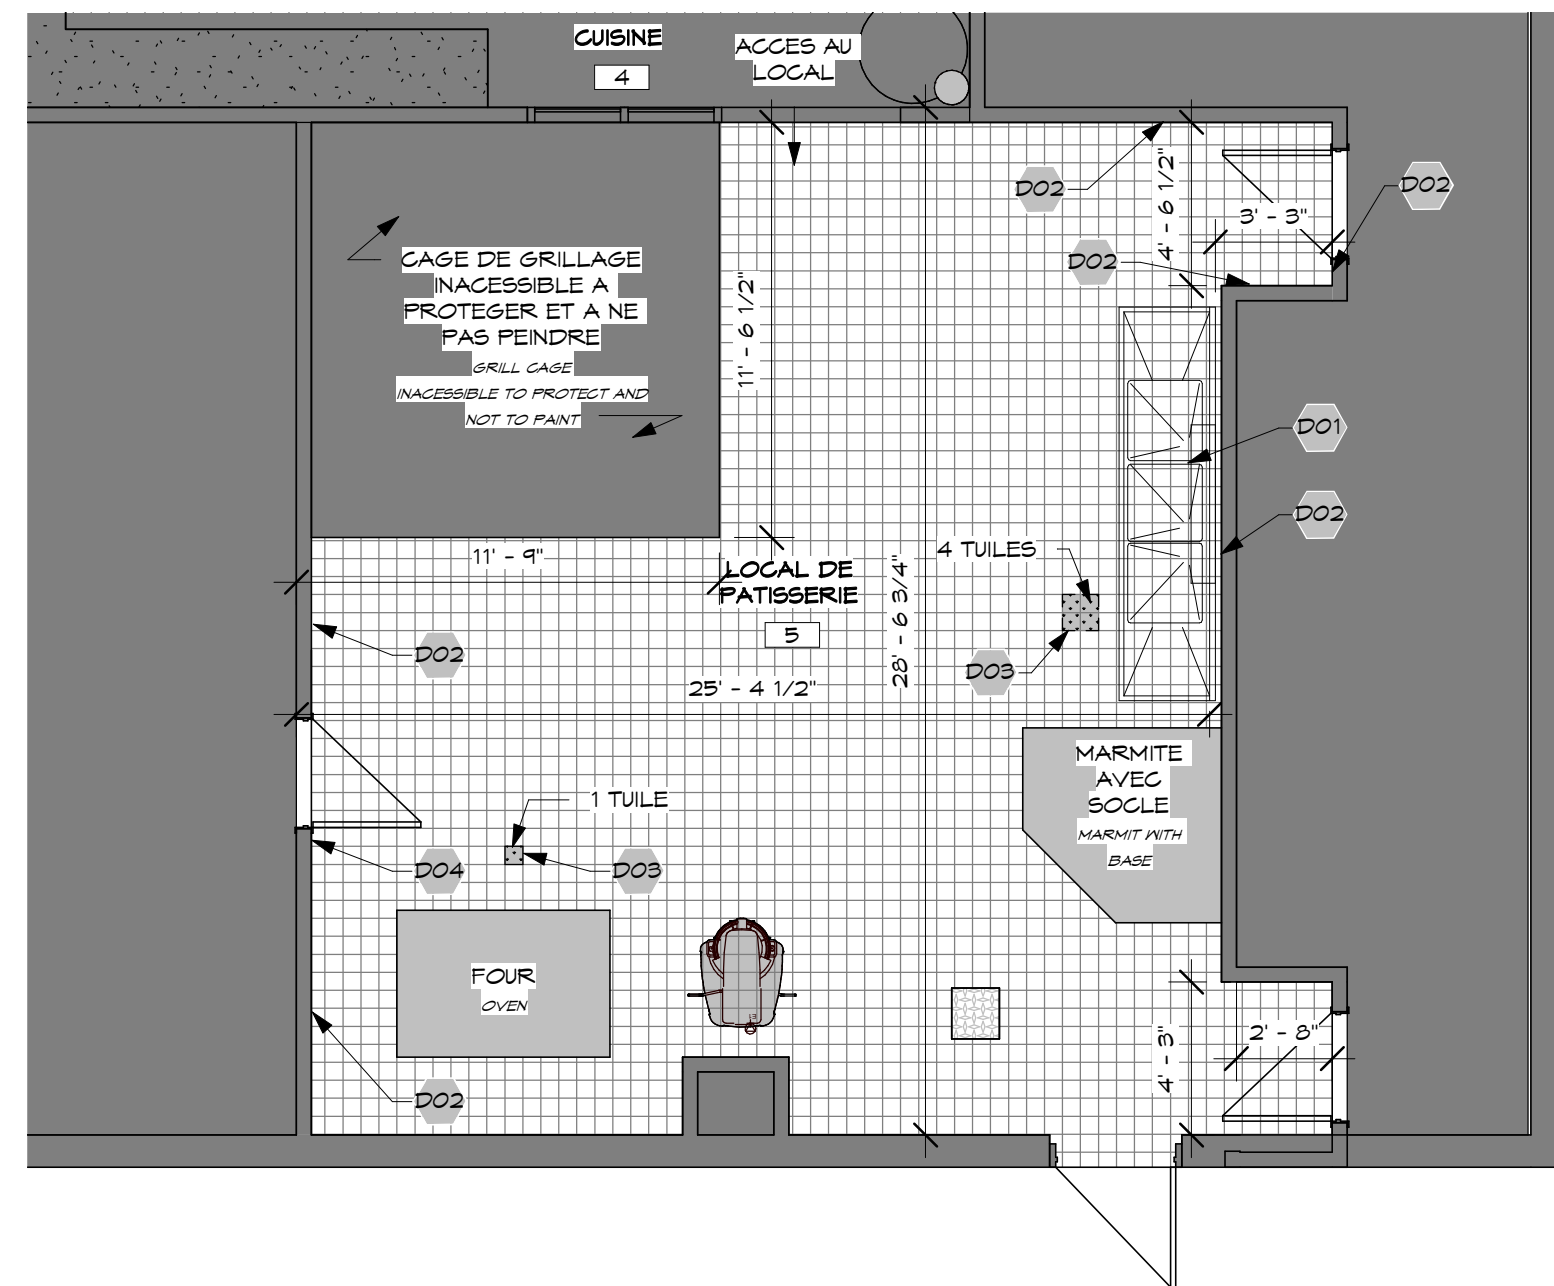 CUISINE
4
ACCES AU
LOCAL
D02
4' - 6 1/2"
3' - 3"
D02
D02
CAGE DE GRILLAGE
INACESSIBLE A
PROTEGER ET A NE
PAS PEINDRE
GRILL CAGE
INACESSIBLE TO PROTECT AND
NOT TO PAINT
11' - 6 1/2"
D01
D02
11' - 9"
4 TUILES
LOCAL DE
PATISSERIE
5
28' - 6 3/4"
D02
D03
25' - 4 1/2"
MARMITE
AVEC
SOCLE
MARMIT WITH
BASE
1 TUILE
D04
D03
FOUR
OVEN
4' - 3"
2' - 8"
D02